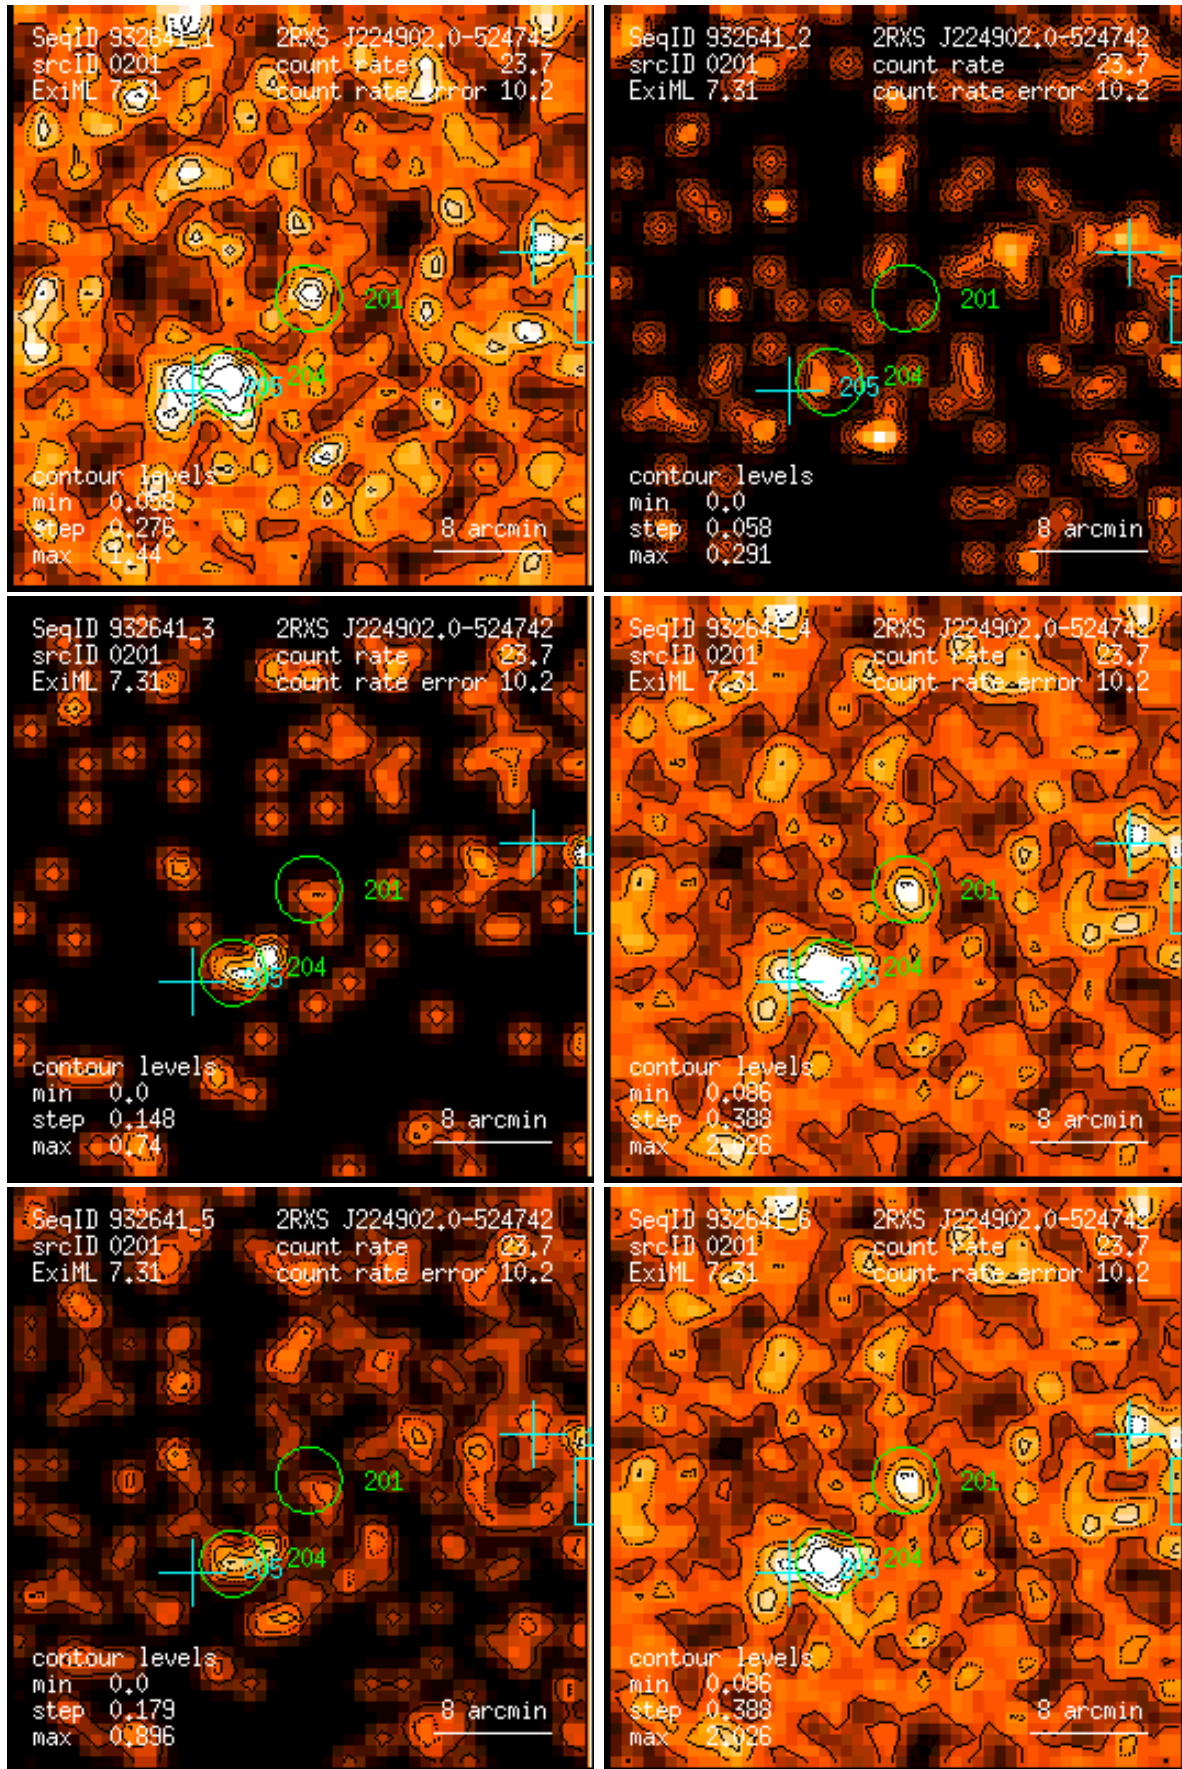 SeqID 932641_1 2RXS J224902.0-524742
srcID 0201 count rate 23.7
ExiML 7.31 count rate error 10.2
201
204
205
contour levels
min 0.058
step 0.276 8 arcmin
max 1.44
SeqID 932641_2 2RXS J224902.0-524742
srcID 0201 count rate 23.7
ExiML 7.31 count rate error 10.2
201
204
205
contour levels
min 0.0
step 0.058 8 arcmin
max 0.291
SeqID 932641_3 2RXS J224902.0-524742
srcID 0201 count rate 23.7
ExiML 7.31 count rate error 10.2
201
204
205
contour levels
min 0.0
step 0.148 8 arcmin
max 0.74
SeqID 932641_4 2RXS J224902.0-524742
srcID 0201 count rate 23.7
ExiML 7.31 count rate error 10.2
201
204
205
contour levels
min 0.086
step 0.388 8 arcmin
max 2.026
SeqID 932641_5 2RXS J224902.0-524742
srcID 0201 count rate 23.7
ExiML 7.31 count rate error 10.2
201
204
205
contour levels
min 0.0
step 0.179 8 arcmin
max 0.896
SeqID 932641_6 2RXS J224902.0-524742
srcID 0201 count rate 23.7
ExiML 7.31 count rate error 10.2
201
204
205
contour levels
min 0.086
step 0.388 8 arcmin
max 2.026